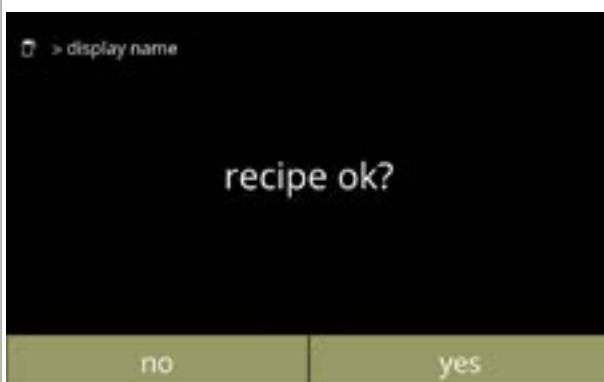 > display name
recipe ok?
no
yes